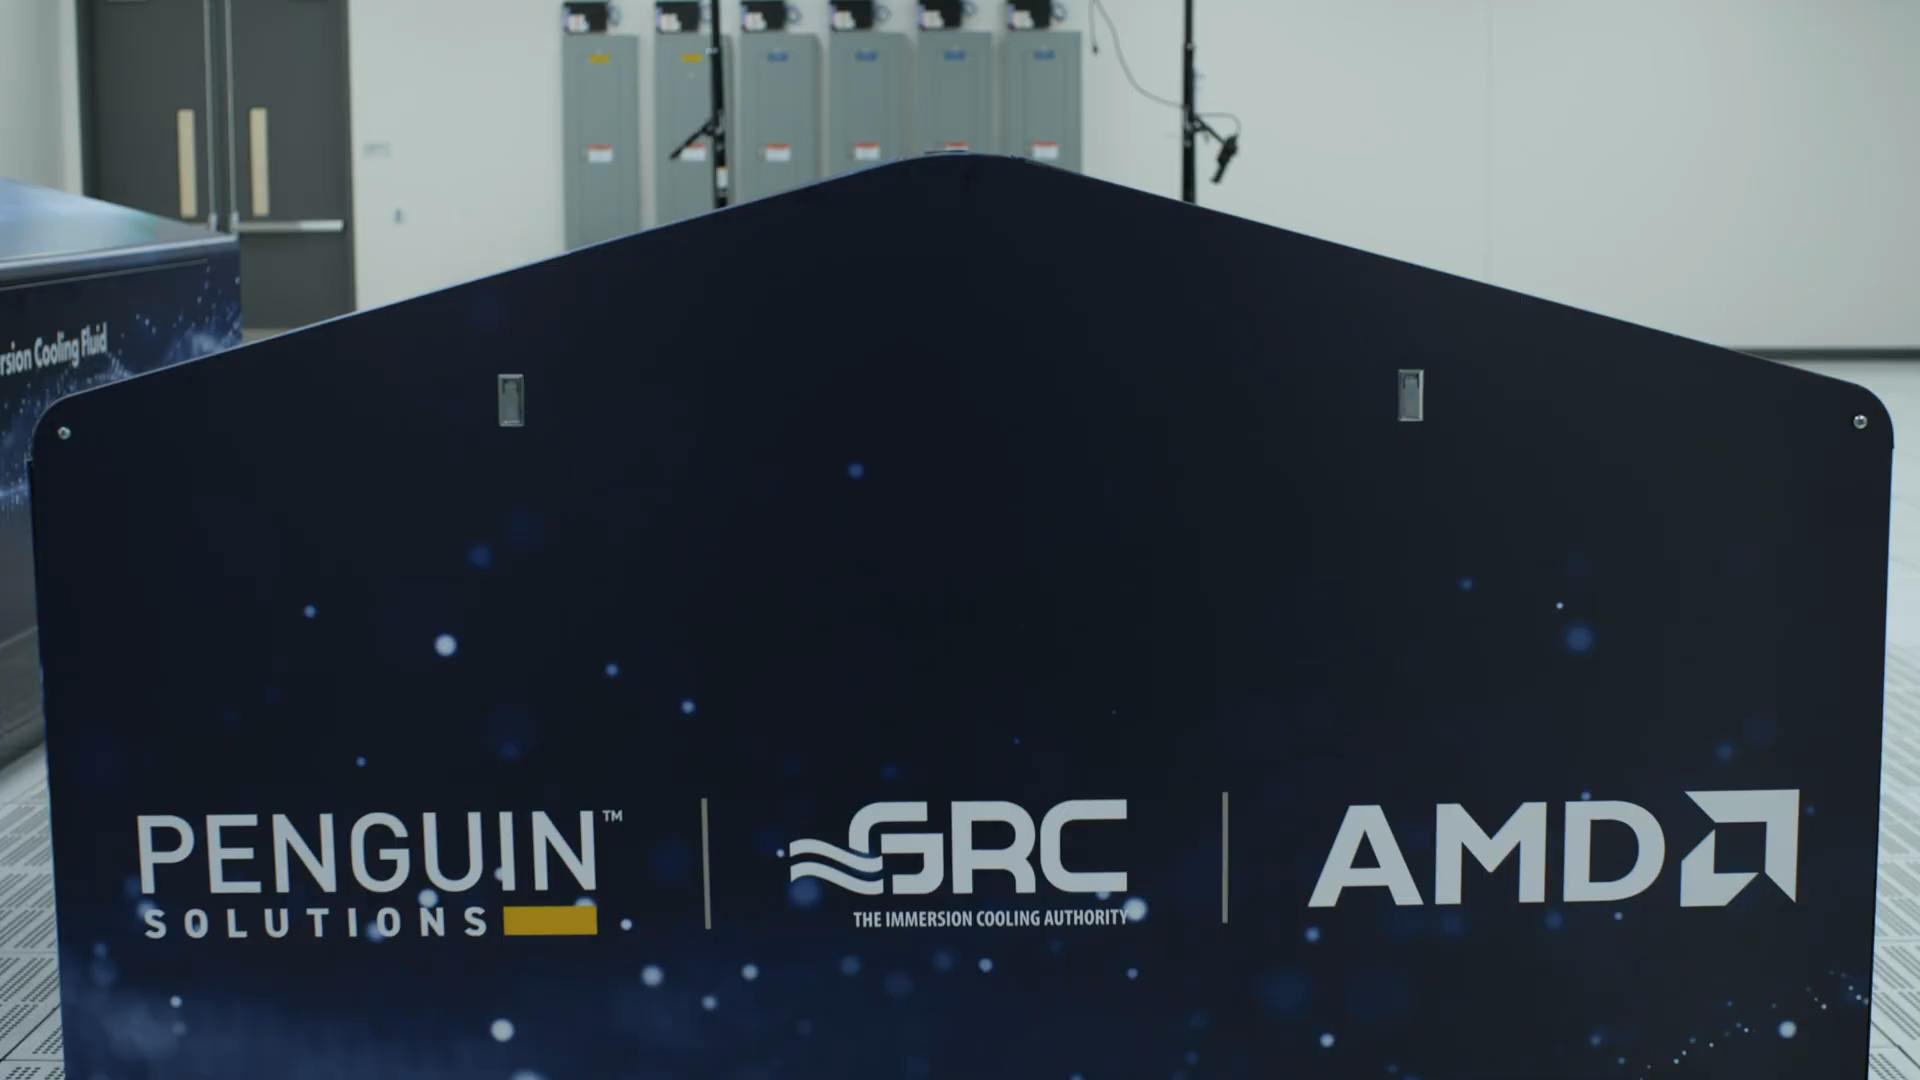 rsion Cooling Fluid
PENGUIN™
SOLUTIONS
GRC
THE IMMERSION COOLING AUTHORITY
AMD